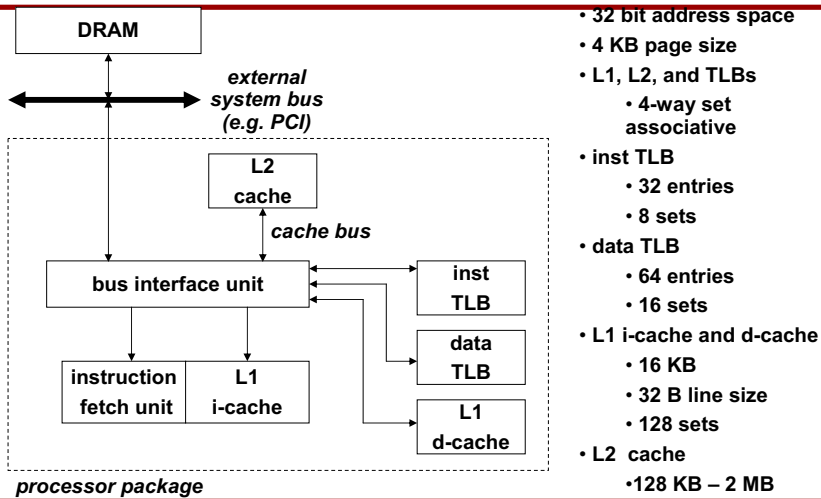 DRAM
external
system bus
(e.g. PCI)
L2
cache
cache bus
bus interface unit
inst
TLB
data
TLB
instruction
fetch unit
L1
i-cache
L1
d-cache
processor package
• 32 bit address space
• 4 KB page size
• L1, L2, and TLBs
• 4-way set
associative
• inst TLB
• 32 entries
• 8 sets
• data TLB
• 64 entries
• 16 sets
• L1 i-cache and d-cache
• 16 KB
• 32 B line size
• 128 sets
• L2 cache
•128 KB – 2 MB